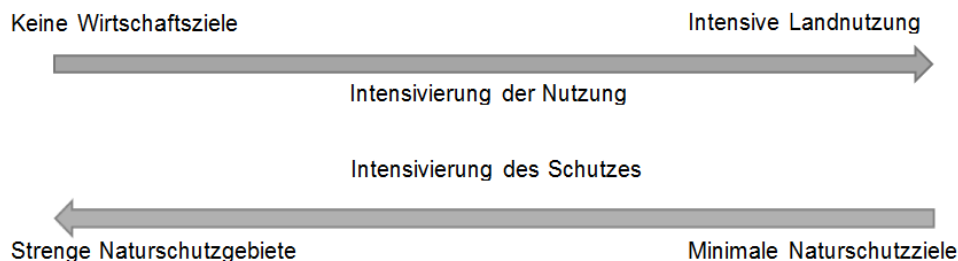 Keine Wirtschaftsziele Intensive Landnutzung
Intensivierung der Nutzung
Intensivierung des Schutzes
Strenge Naturschutzgebiete Minimale Naturschutzziele